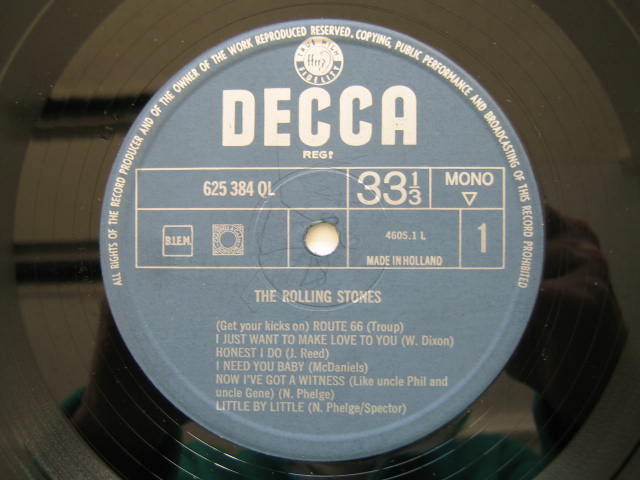 ALL RIGHTS OF THE RECORD PRODUCER AND OF THE OWNER OF THE WORK REPRODUCED RESERVED. COPYING, PUBLIC PERFORMANCE AND BROADCASTING OF THIS RECORD PROHIBITED
FULL HIGH FIDELITY
ffrr
DECCA
REGᴰ
625 384 QL
33⅓
MONO
B.I.E.M.
4605.1 L
MADE IN HOLLAND
1
THE ROLLING STONES
(Get your kicks on) ROUTE 66 (Troup)
I JUST WANT TO MAKE LOVE TO YOU (W. Dixon)
HONEST I DO (J. Reed)
I NEED YOU BABY (McDaniels)
NOW I'VE GOT A WITNESS (Like uncle Phil and
uncle Gene) (N. Phelge)
LITTLE BY LITTLE (N. Phelge/Spector)